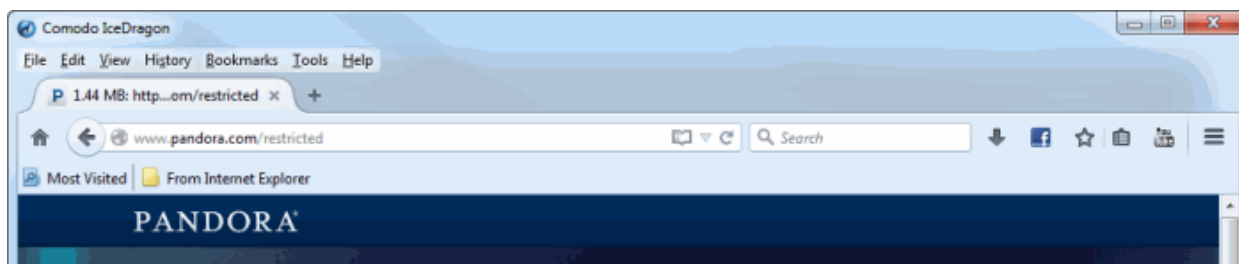 Comodo IceDragon
File Edit View History Bookmarks Tools Help
P 1.44 MB: http...om/restricted × +
www.pandora.com/restricted Search
Most Visited From Internet Explorer
PANDORA®